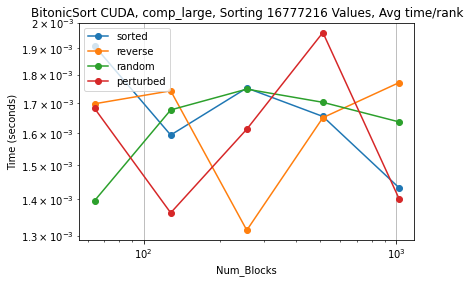 BitonicSort CUDA, comp_large, Sorting 16777216 Values, Avg time/rank
2 × 10⁻³
1.9 × 10⁻³
1.8 × 10⁻³
1.7 × 10⁻³
1.6 × 10⁻³
1.5 × 10⁻³
1.4 × 10⁻³
1.3 × 10⁻³
Time (seconds)
sorted
reverse
random
perturbed
10² 10³
Num_Blocks